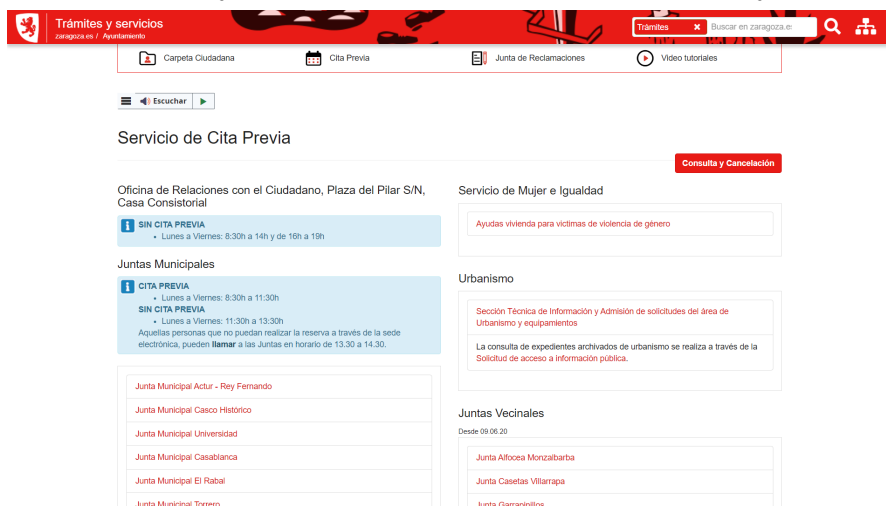 Trámites y servicios
zaragoza.es / Ayuntamiento
Trámites ✖ Buscar en zaragoza.e
Carpeta Ciudadana
Cita Previa
Junta de Reclamaciones
Video tutoriales
Escuchar
Servicio de Cita Previa
Consulta y Cancelación
Oficina de Relaciones con el Ciudadano, Plaza del Pilar S/N,
Casa Consistorial
SIN CITA PREVIA
• Lunes a Viernes: 8:30h a 14h y de 16h a 19h
Juntas Municipales
CITA PREVIA
• Lunes a Viernes: 8:30h a 11:30h
SIN CITA PREVIA
• Lunes a Viernes: 11:30h a 13:30h
Aquellas personas que no puedan realizar la reserva a través de la sede
electrónica, pueden llamar a las Juntas en horario de 13.30 a 14.30.
Junta Municipal Actur - Rey Fernando
Junta Municipal Casco Histórico
Junta Municipal Universidad
Junta Municipal Casablanca
Junta Municipal El Rabal
Junta Municipal Torrero
Servicio de Mujer e Igualdad
Ayudas vivienda para victimas de violencia de género
Urbanismo
Sección Técnica de Información y Admisión de solicitudes del área de
Urbanismo y equipamientos
La consulta de expedientes archivados de urbanismo se realiza a través de la
Solicitud de acceso a información pública.
Juntas Vecinales
Desde 09.06.20
Junta Alfocea Monzalbarba
Junta Casetas Villarrapa
Junta Garrapinillos